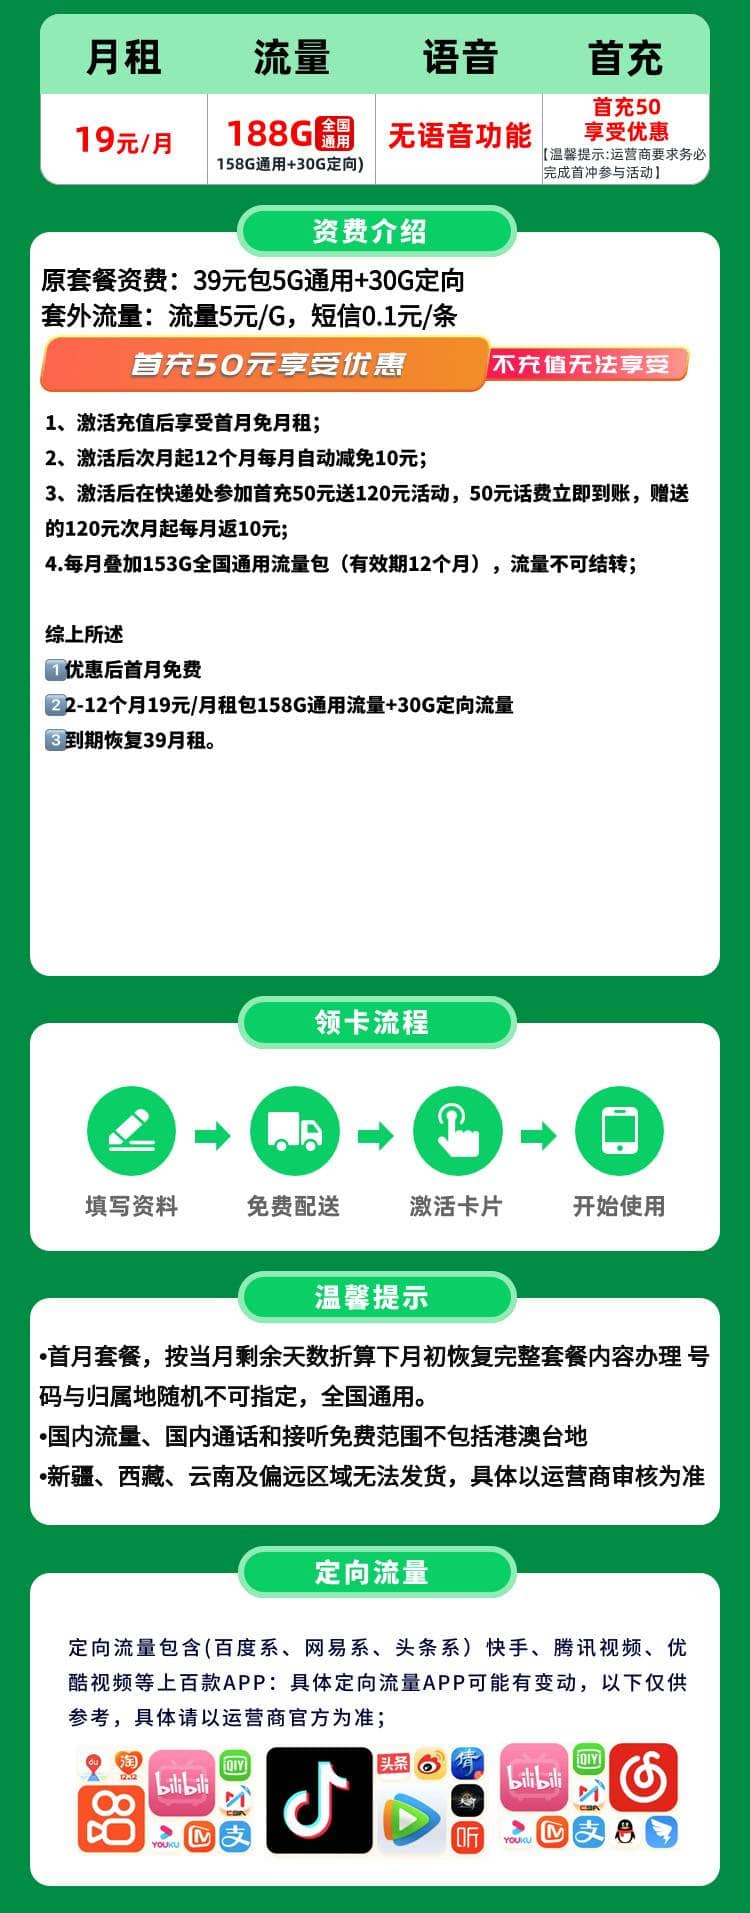 月租
流量
语音
首充
19元/月
188G全国通用
158G通用+30G定向)
无语音功能
首充50
享受优惠
【温馨提示:运营商要求务必
完成首冲参与活动】
资费介绍
原套餐资费：39元包5G通用+30G定向
套外流量：流量5元/G，短信0.1元/条
首充50元享受优惠
不充值无法享受
1、激活充值后享受首月免月租；
2、激活后次月起12个月每月自动减免10元；
3、激活后在快递处参加首充50元送120元活动，50元话费立即到账，赠送
的120元次月起每月返10元;
4.每月叠加153G全国通用流量包（有效期12个月），流量不可结转；
综上所述
1优惠后首月免费
22-12个月19元/月租包158G通用流量+30G定向流量
3到期恢复39月租。
领卡流程
填写资料
免费配送
激活卡片
开始使用
温馨提示
•首月套餐，按当月剩余天数折算下月初恢复完整套餐内容办理 号
码与归属地随机不可指定，全国通用。
•国内流量、国内通话和接听免费范围不包括港澳台地
•新疆、西藏、云南及偏远区域无法发货，具体以运营商审核为准
定向流量
定向流量包含(百度系、网易系、头条系）快手、腾讯视频、优
酷视频等上百款APP：具体定向流量APP可能有变动，以下仅供
参考，具体请以运营商官方为准；
du
淘
12.12
bilibili
QIY
CBA
YOUKU
支
头条
倩
听
bilibili
QIY
CBA
YOUKU
支